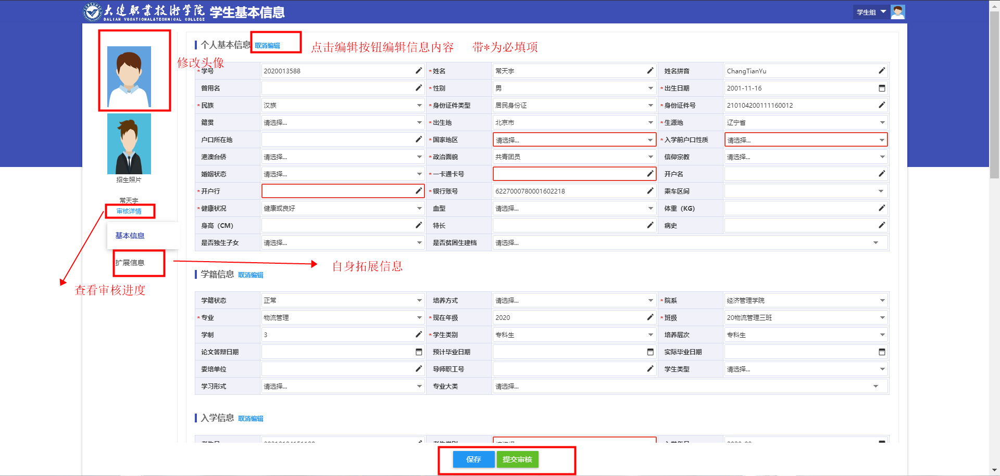 大连职业技术学院 学生基本信息
DALIAN VOCATIONAL&TECHNICAL COLLEGE
学生组
个人基本信息 取消编辑 点击编辑按钮编辑信息内容 带*为必填项
修改头像
*学号 2020013588 *姓名 常天宇 姓名拼音 ChangTianYu
曾用名 *性别 男 *出生日期 2001-11-16
*民族 汉族 *身份证件类型 居民身份证 *身份证件号 210104200111160012
籍贯 请选择... *出生地 北京市 *生源地 辽宁省
户口所在地 *国家地区 请选择... *入学前户口性质 请选择...
港澳台侨 请选择... *政治面貌 共青团员 信仰宗教 请选择...
婚姻状态 请选择... *一卡通卡号 开户名
*开户行 *银行账号 6227000780001602218 乘车区间
*健康状况 健康或良好 血型 请选择... 体重（KG）
身高（CM） 特长 病史
是否独生子女 请选择... 是否贫困生建档 请选择...
招生照片
常天宇
审核详情
基本信息
扩展信息
自身拓展信息
查看审核进度
学籍信息 取消编辑
学籍状态 正常 培养方式 请选择... *院系 经济管理学院
*专业 物流管理 *现在年级 2020 *班级 20物流管理三班
学制 3 *学生类别 专科生 培养层次 专科生
论文答辩日期 预计毕业日期 实际毕业日期
委培单位 导师职工号 学生类型 请选择...
学习形式 请选择... 专业大类 请选择...
入学信息 取消编辑
保存 提交审核